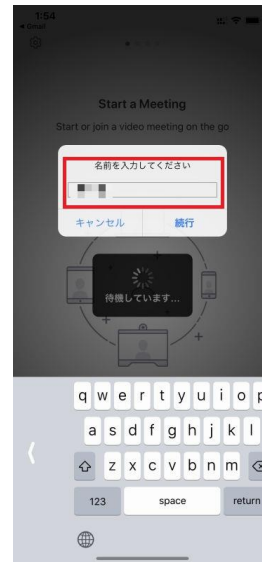 1:54
◀ Gmail
Start a Meeting
Start or join a video meeting on the go
名前を入力してください
キャンセル 続行
待機しています...
q w e r t y u i o p
a s d f g h j k l
z x c v b n m
123 space return